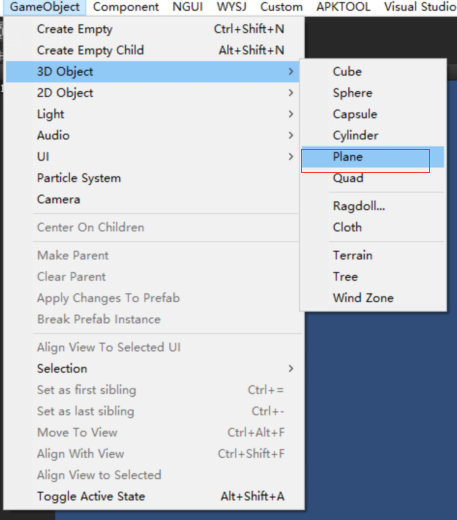 GameObject Component NGUI WYSJ Custom APKTOOL Visual Studio
Create Empty Ctrl+Shift+N
Create Empty Child Alt+Shift+N
3D Object >
2D Object >
Light >
Audio >
UI >
Particle System
Camera
Center On Children
Make Parent
Clear Parent
Apply Changes To Prefab
Break Prefab Instance
Align View To Selected UI
Selection >
Set as first sibling Ctrl+=
Set as last sibling Ctrl+-
Move To View Ctrl+Alt+F
Align With View Ctrl+Shift+F
Align View to Selected
Toggle Active State Alt+Shift+A
Cube
Sphere
Capsule
Cylinder
Plane
Quad
Ragdoll...
Cloth
Terrain
Tree
Wind Zone